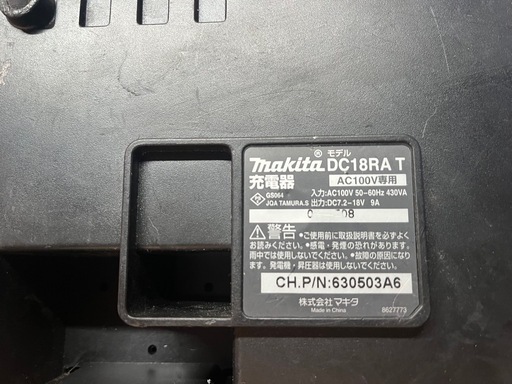 モデル
makita® DC18RA T
充電器 AC100V専用
GS064 入力:AC100V 50-60Hz 430VA
JQA TAMURA.S 出力:DC7.2-18V 9A
⚠警告 ●ご使用前に取扱説明書を必ずよく
お読みください。●感電・発煙の恐れが有ります。
雨中では使用しないでください。●故障の原因になり
ます。発電機・昇圧器は使用しないでください。
CH.P/N:630503A6
株式会社マキタ
Made in China 8627773